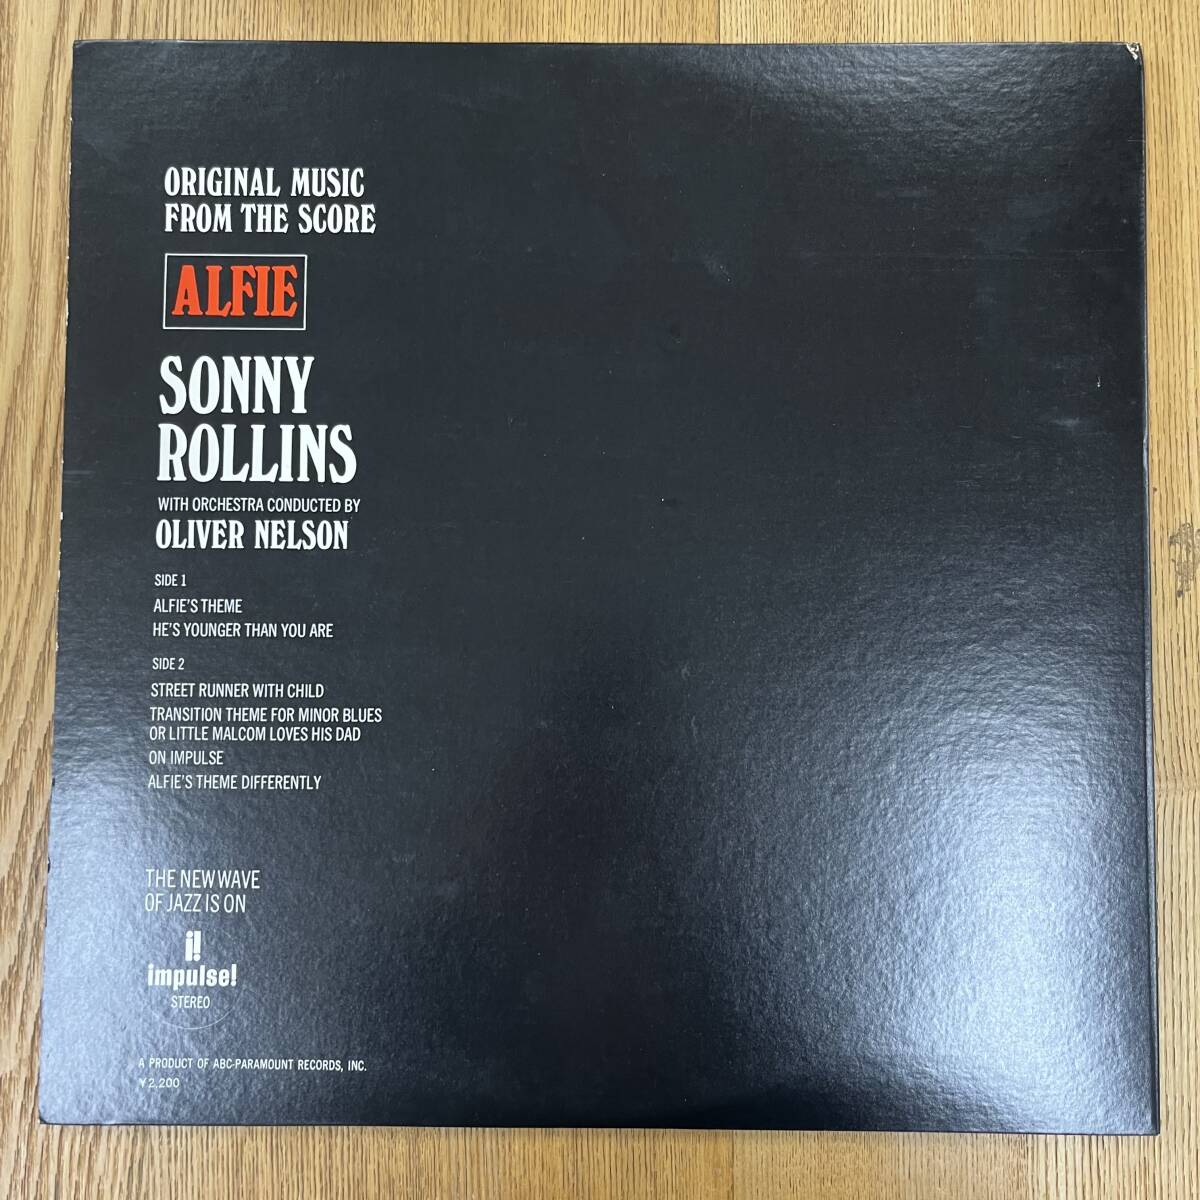 ORIGINAL MUSIC
FROM THE SCORE
ALFIE
SONNY
ROLLINS
WITH ORCHESTRA CONDUCTED BY
OLIVER NELSON
SIDE 1
ALFIE'S THEME
HE'S YOUNGER THAN YOU ARE
SIDE 2
STREET RUNNER WITH CHILD
TRANSITION THEME FOR MINOR BLUES
OR LITTLE MALCOM LOVES HIS DAD
ON IMPULSE
ALFIE'S THEME DIFFERENTLY
THE NEW WAVE
OF JAZZ IS ON
i!
impulse!
STEREO
A PRODUCT OF ABC-PARAMOUNT RECORDS, INC.
¥2,200